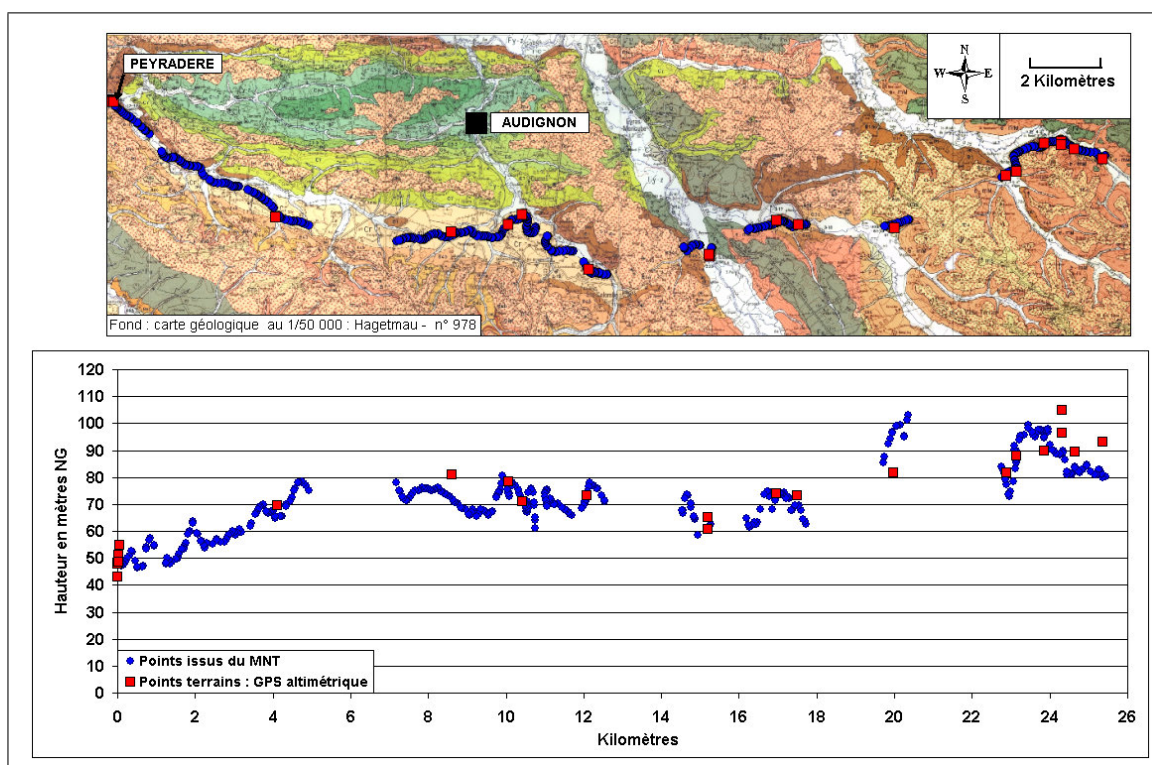 PEYRADERE
AUDIGNON
N
W E
S
2 Kilomètres
Fond : carte géologique au 1/50 000 : Hagetmau - n° 978
120
110
100
90
80
70
60
50
40
30
20
10
0
Hauteur en mètres NG
Points issus du MNT
Points terrains : GPS altimétrique
0 2 4 6 8 10 12 14 16 18 20 22 24 26
Kilomètres